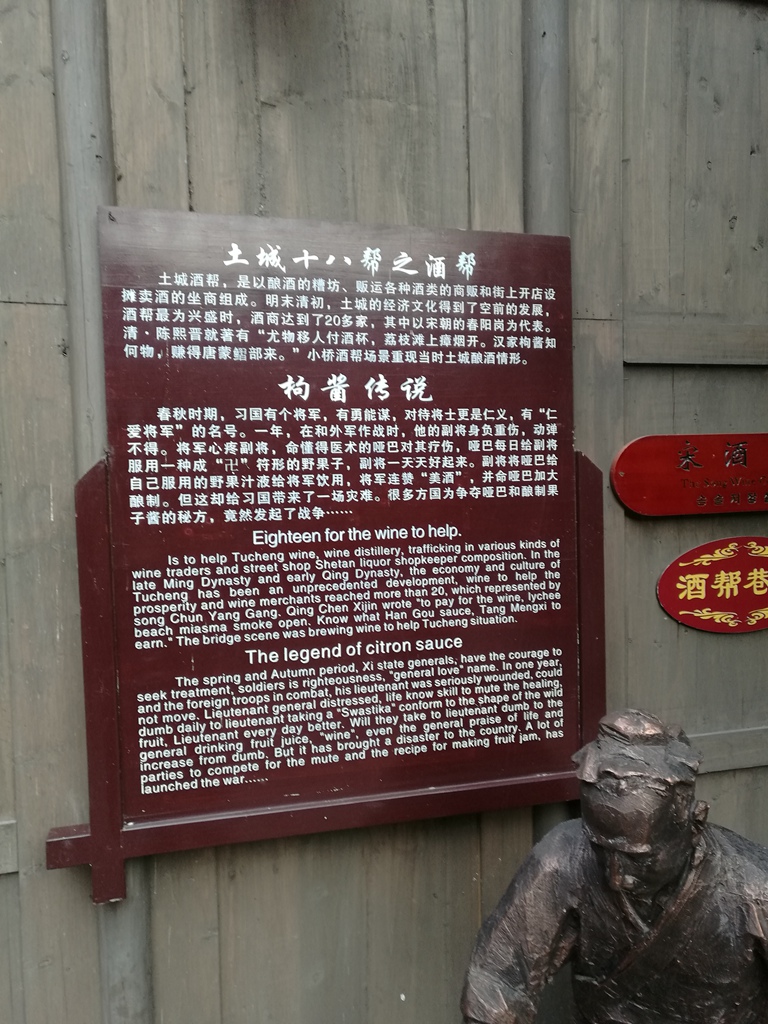 土城十八帮之酒帮
土城酒帮，是以酿酒的糟坊、贩运各种酒类的商贩和街上开店设
摊卖酒的坐商组成。明末清初，土城的经济文化得到了空前的发展，
酒帮最为兴盛时，酒商达到了20多家，其中以宋朝的春阳岗为代表。
清·陈熙晋就著有“尤物移人付酒杯，荔枝滩上瘴烟开。汉家枸酱知
何物，赚得唐蒙鳛部来。”小桥酒帮场景重现当时土城酿酒情形。
枸酱传说
春秋时期，习国有个将军，有勇能谋，对待将士更是仁义，有“仁
爱将军”的名号。一年，在和外军作战时，他的副将身负重伤，动弹
不得。将军心疼副将，命懂得医术的哑巴对其疗伤，哑巴每日给副将
服用一种成“卍”符形的野果子，副将一天天好起来。副将将哑巴给
自己服用的野果汁液给将军饮用，将军连赞“美酒”，并命哑巴加大
酿制。但这却给习国带来了一场灾难。很多方国为争夺哑巴和酿制果
子酱的秘方，竟然发起了战争……
Eighteen for the wine to help.
Is to help Tucheng wine, wine distillery, trafficking in various kinds of
wine traders and street shop Shetan liquor shopkeeper composition. In the
late Ming Dynasty and early Qing Dynasty, the economy and culture of
Tucheng has been an unprecedented development, wine to help the
prosperity and wine merchants reached more than 20, which represented by
song Chun Yang Gang. Qing Chen Xijin wrote "to pay for the wine, lychee
beach miasma smoke open. Know what Han Gou sauce, Tang Mengxi to
earn." The bridge scene was brewing wine to help Tucheng situation.
The legend of citron sauce
The spring and Autumn period, Xi state generals, have the courage to
seek treatment, soldiers is righteousness, "general love" name. In one year,
and the foreign troops in combat, his lieutenant was seriously wounded, could
not move. Lieutenant general distressed, life know skill to mute the healing,
dumb daily to lieutenant taking a "Swastika" conform to the shape of the wild
fruit, Lieutenant every day better. Will they take to lieutenant dumb to the
general drinking fruit juice, "wine", even the general praise of life and
increase from dumb. But it has brought a disaster to the country. A lot of
parties to compete for the mute and the recipe for making fruit jam, has
launched the war......
宋酒
酒帮巷